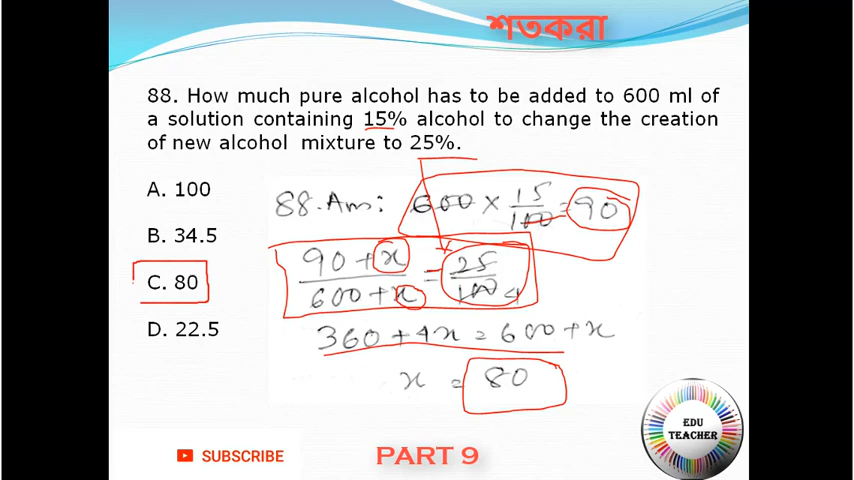 শতকরা
88. How much pure alcohol has to be added to 600 ml of
a solution containing 15% alcohol to change the creation
of new alcohol mixture to 25%.
A. 100
B. 34.5
C. 80
D. 22.5
88. Ans: 600 × 15/100 = 90
90 + x / 600 + x = 25/100 4
360 + 4x = 600 + x
x = 80
EDU
TEACHER
SUBSCRIBE
PART 9